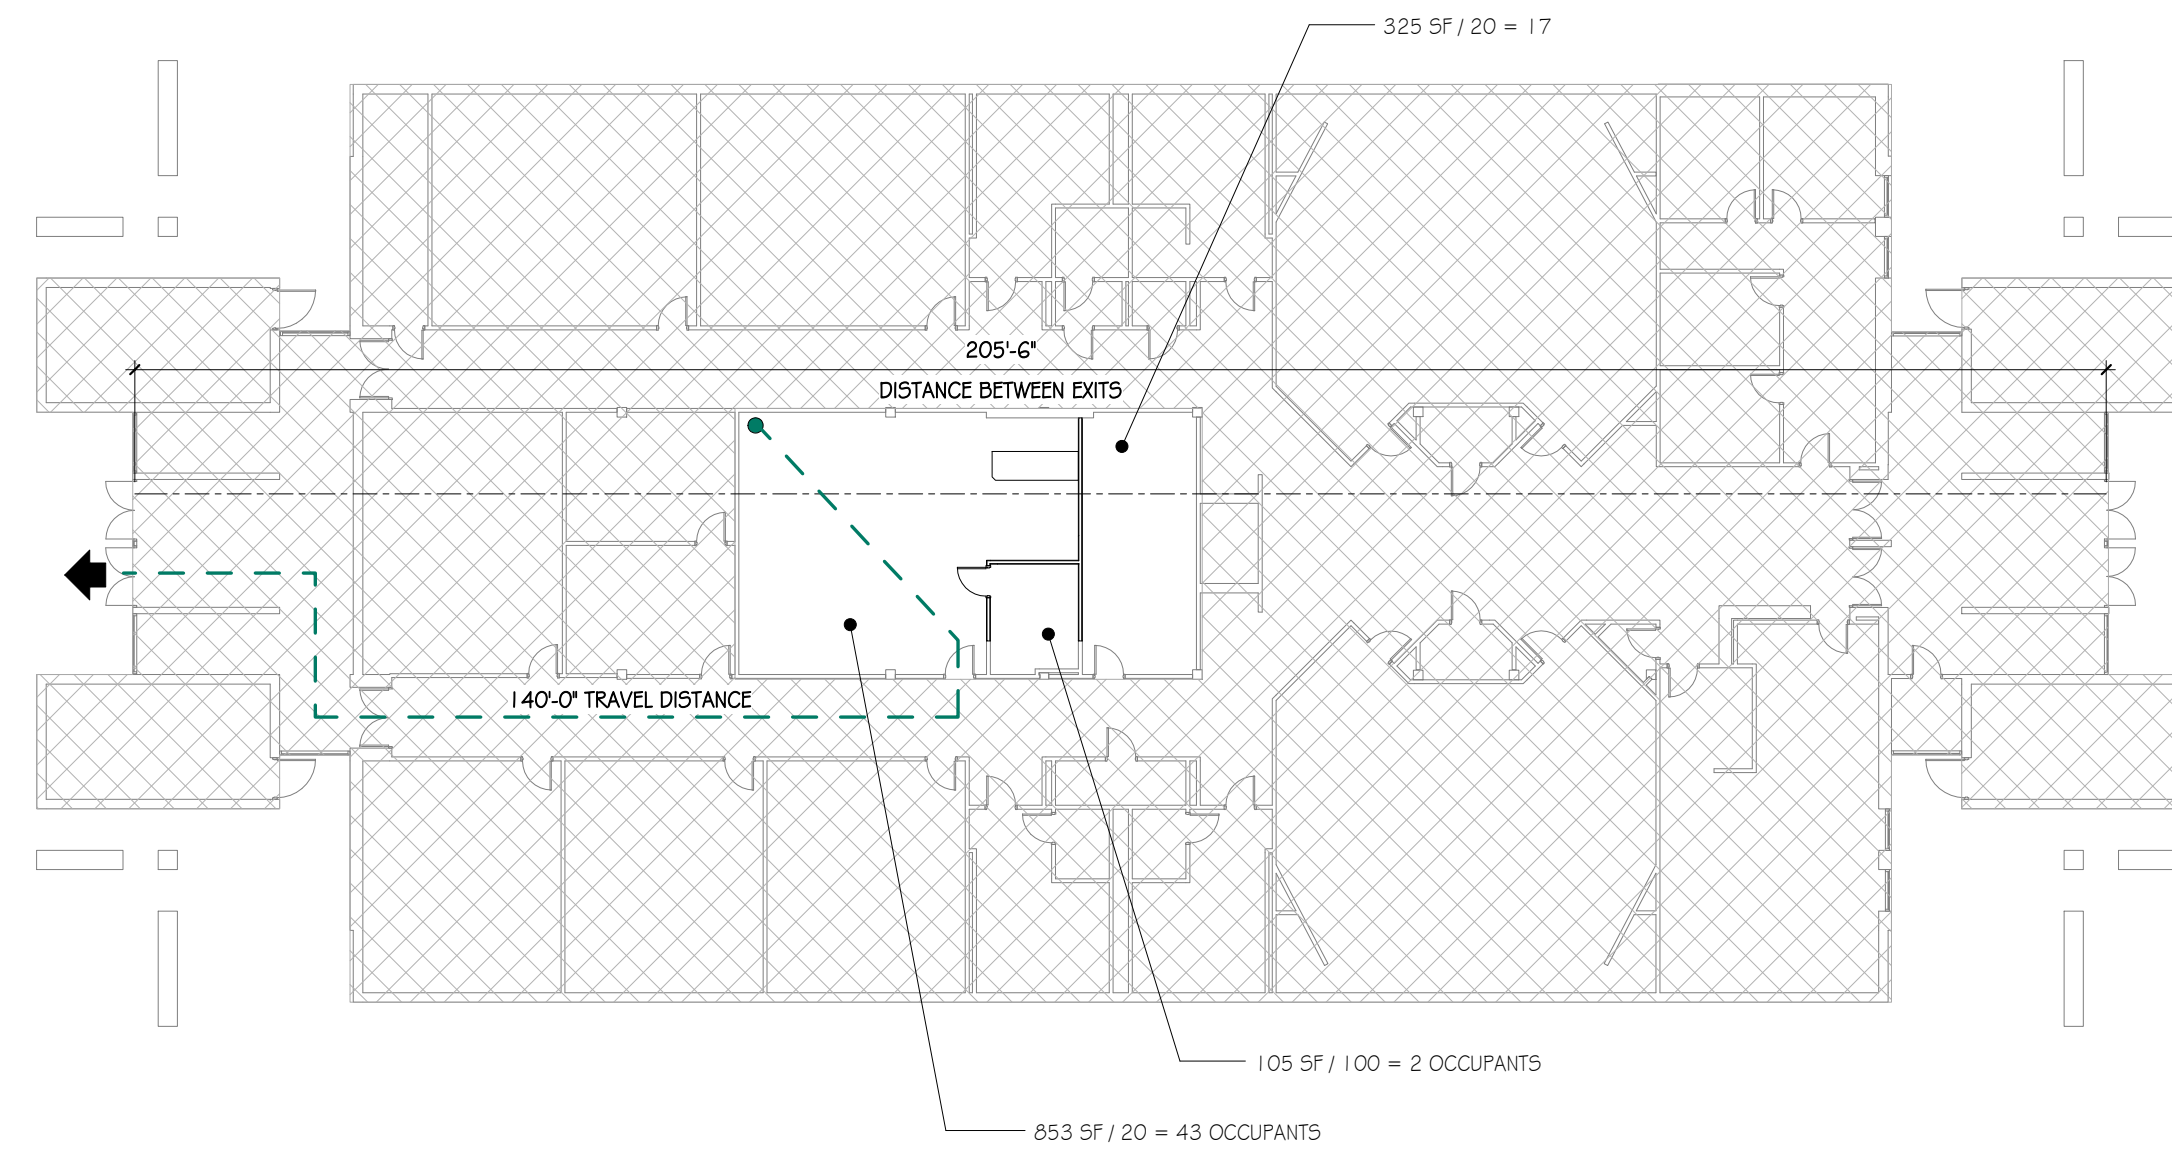 325 SF / 20 = 17
205'-6"
DISTANCE BETWEEN EXITS
140'-0" TRAVEL DISTANCE
105 SF / 100 = 2 OCCUPANTS
853 SF / 20 = 43 OCCUPANTS